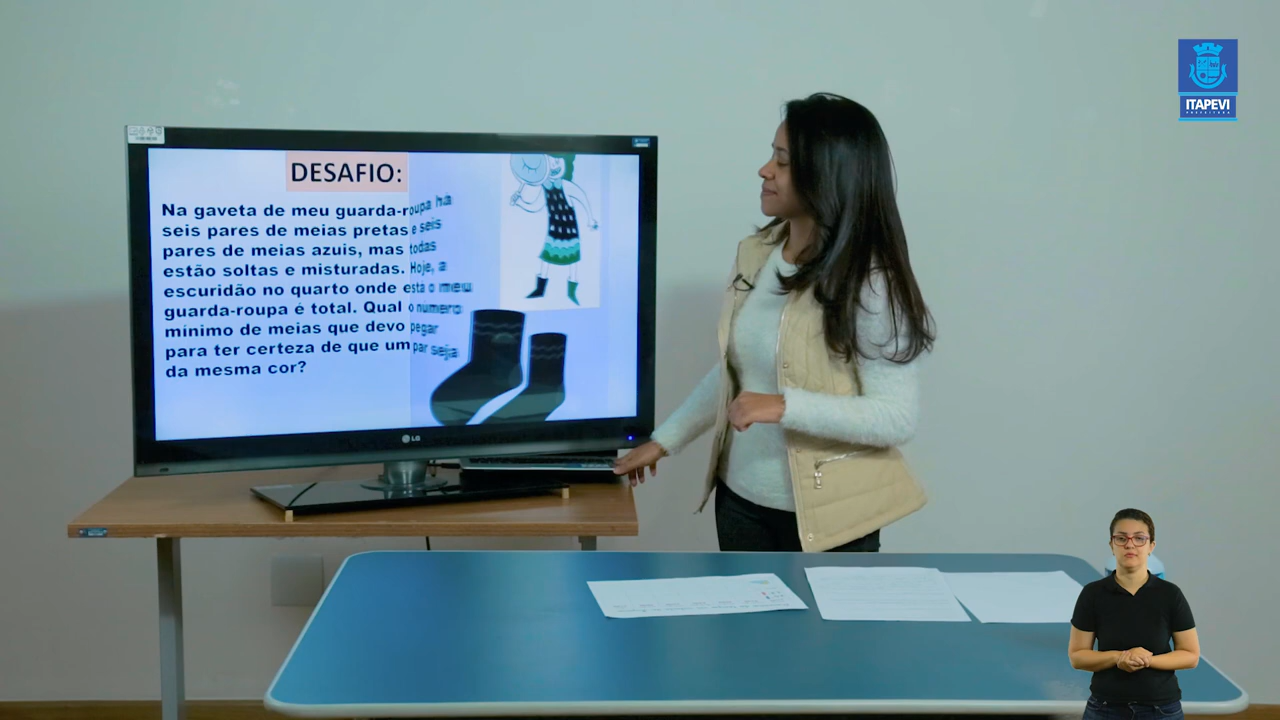 DESAFIO:
Na gaveta de meu guarda-roupa há
seis pares de meias pretas e seis
pares de meias azuis, mas todas
estão soltas e misturadas. Hoje, a
escuridão no quarto onde está o meu
guarda-roupa é total. Qual o número
mínimo de meias que devo pegar
para ter certeza de que um par seja
da mesma cor?
LG
ITAPEVI
PREFEITURA